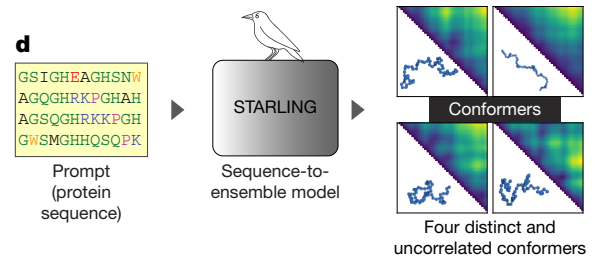 d
GSIGHEAGHSNW
AGQGHRKPGHAH
AGSQGHRKKPGH
GWSMGHHQSQPK
Prompt
(protein
sequence)
STARLING
Sequence-to-
ensemble model
Conformers
Four distinct and
uncorrelated conformers